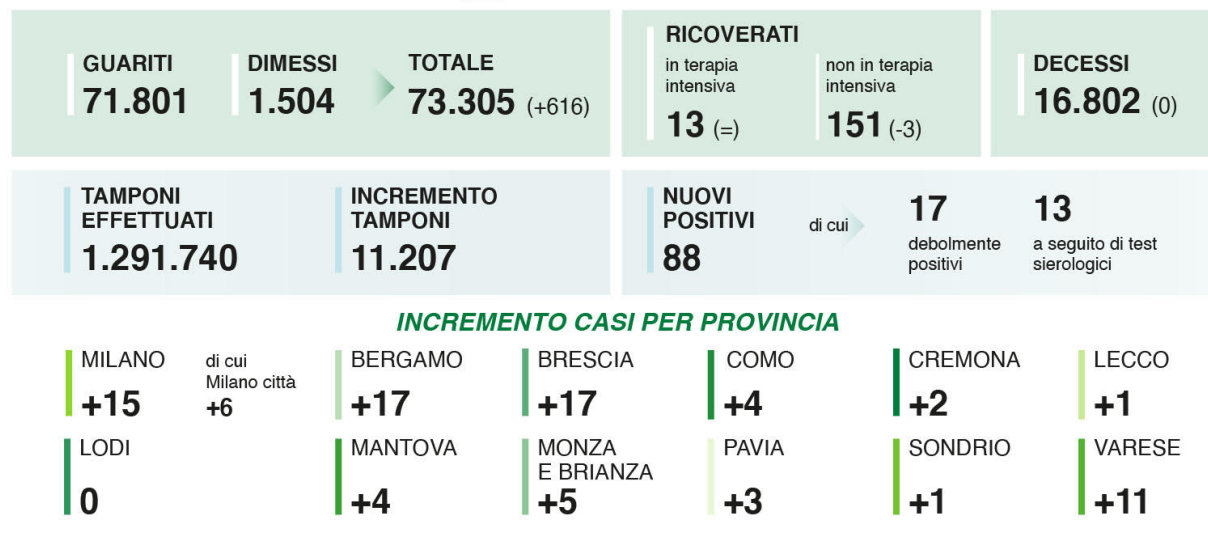 GUARITI
71.801
DIMESSI
1.504
TOTALE
73.305 (+616)
RICOVERATI
in terapia
intensiva
13 (=)
non in terapia
intensiva
151 (-3)
DECESSI
16.802 (0)
TAMPONI
EFFETTUATI
1.291.740
INCREMENTO
TAMPONI
11.207
NUOVI
POSITIVI
88
di cui
17
debolmente
positivi
13
a seguito di test
sierologici
INCREMENTO CASI PER PROVINCIA
MILANO
+15
di cui
Milano città
+6
BERGAMO
+17
BRESCIA
+17
COMO
+4
CREMONA
+2
LECCO
+1
LODI
0
MANTOVA
+4
MONZA
E BRIANZA
+5
PAVIA
+3
SONDRIO
+1
VARESE
+11